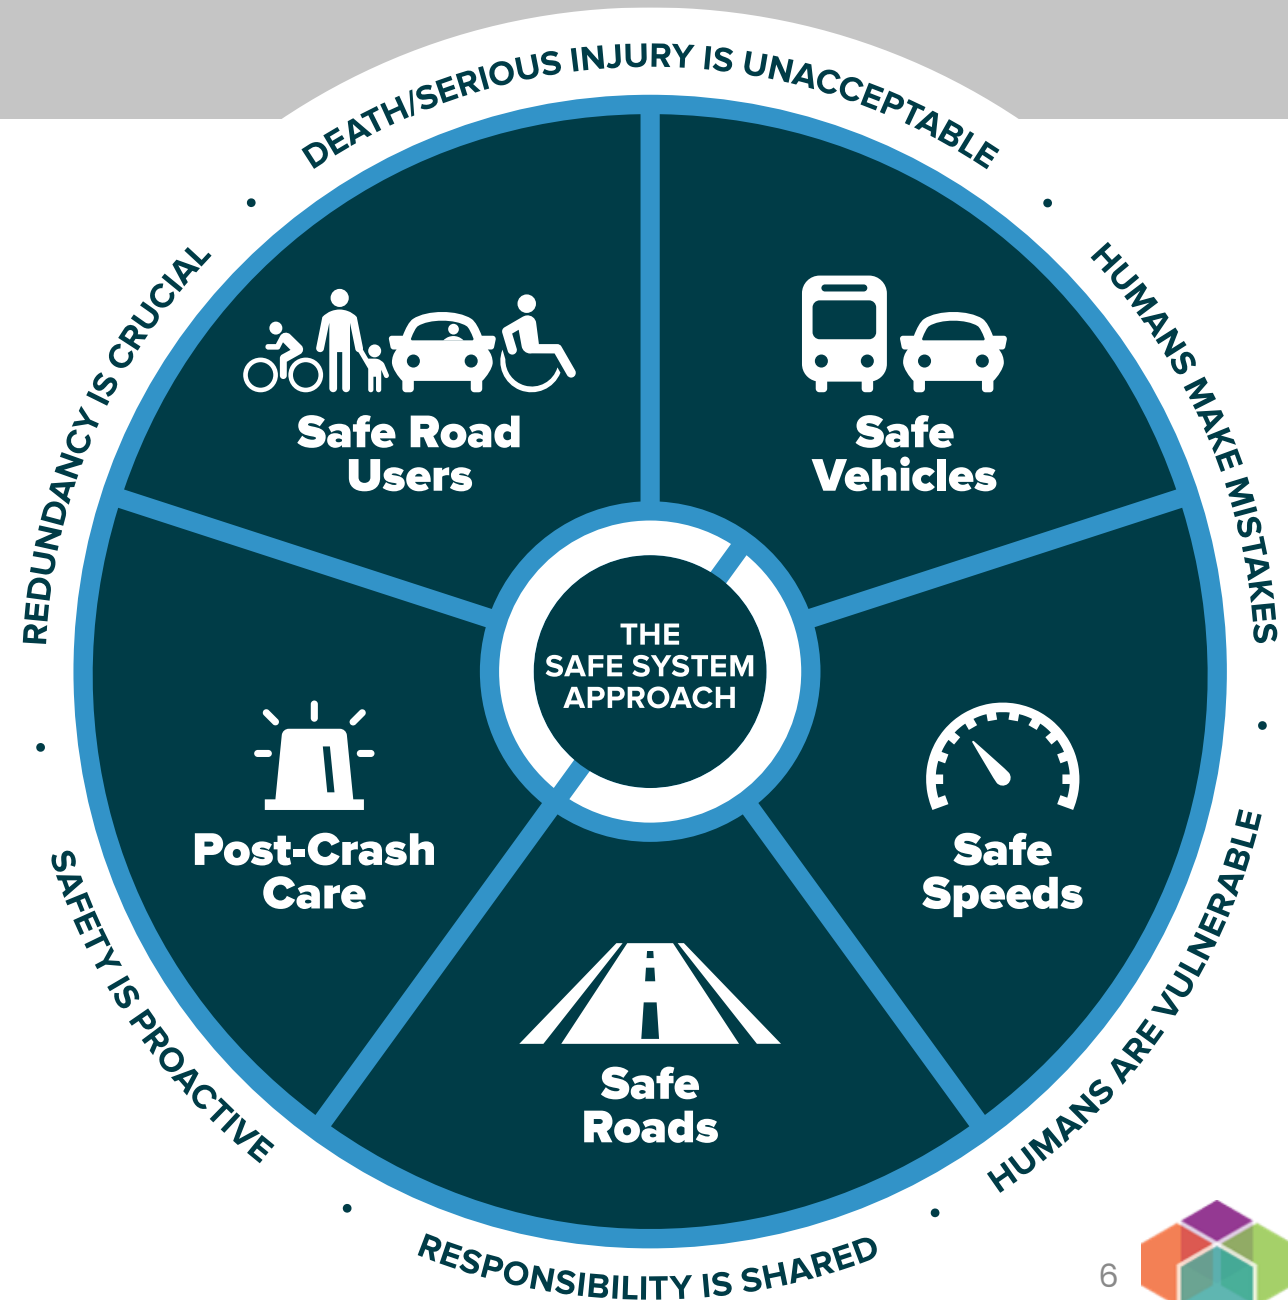 DEATH/SERIOUS INJURY IS UNACCEPTABLE
HUMANS MAKE MISTAKES
HUMANS ARE VULNERABLE
RESPONSIBILITY IS SHARED
SAFETY IS PROACTIVE
REDUNDANCY IS CRUCIAL
Safe Road
Users
Safe
Vehicles
THE
SAFE SYSTEM
APPROACH
Post-Crash
Care
Safe
Speeds
Safe
Roads
6